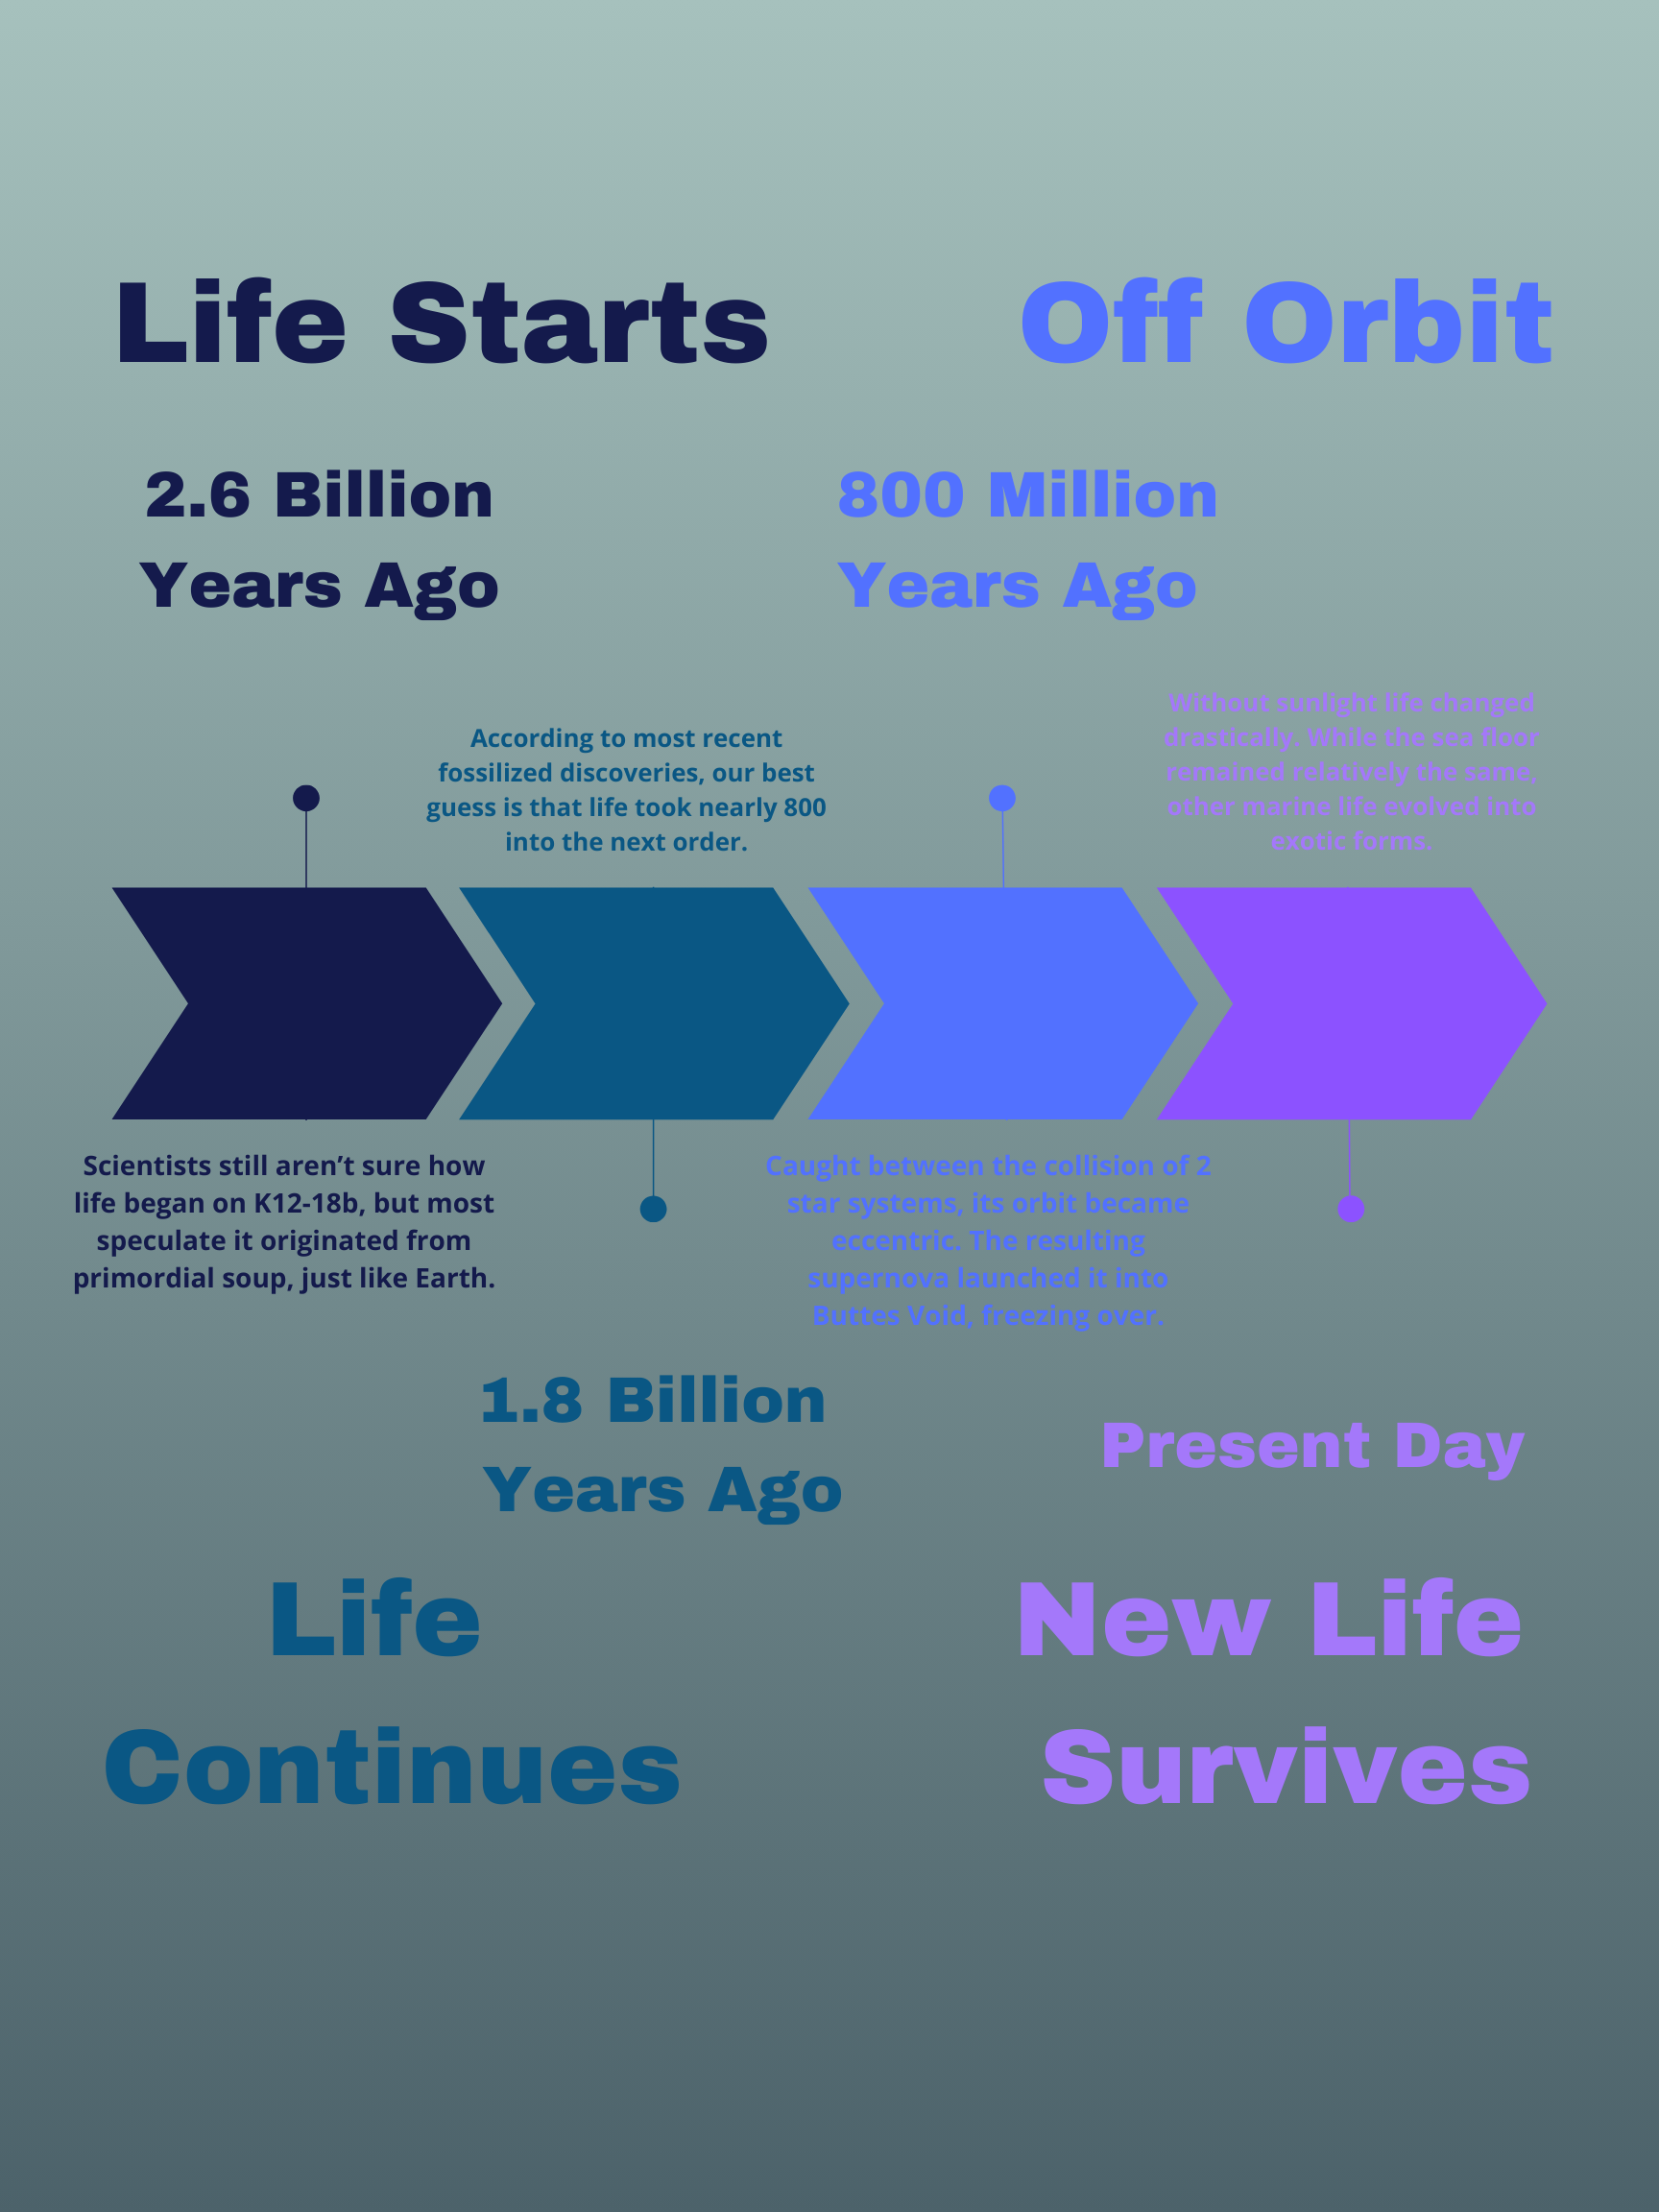 Life Starts
Off Orbit
2.6 Billion
Years Ago
800 Million
Years Ago
According to most recent
fossilized discoveries, our best
guess is that life took nearly 800
into the next order.
Without sunlight life changed
drastically. While the sea floor
remained relatively the same,
other marine life evolved into
exotic forms.
Scientists still aren’t sure how
life began on K12-18b, but most
speculate it originated from
primordial soup, just like Earth.
Caught between the collision of 2
star systems, its orbit became
eccentric. The resulting
supernova launched it into
Buttes Void, freezing over.
1.8 Billion
Years Ago
Present Day
Life
Continues
New Life
Survives